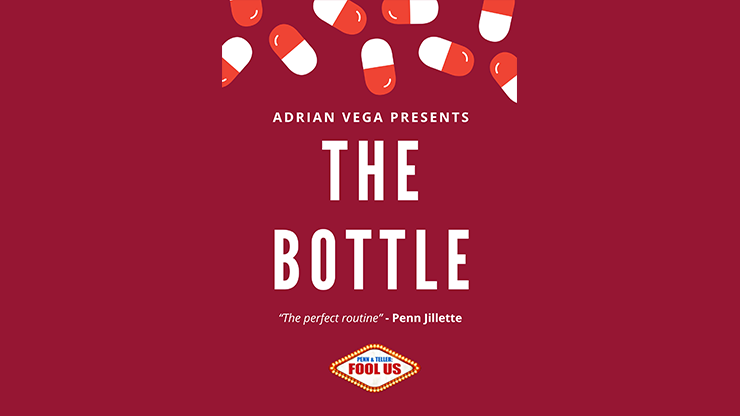 ADRIAN VEGA PRESENTS
THE
BOTTLE
“The perfect routine” - Penn Jillette
PENN & TELLER:
FOOL US